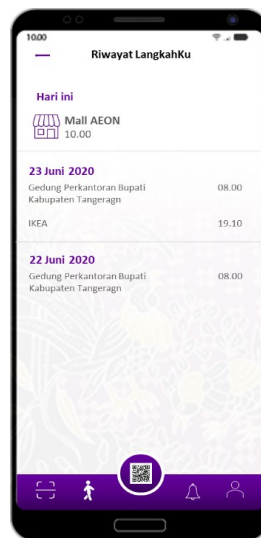 10.00
Riwayat LangkahKu
Hari ini
Mall AEON
10.00
23 Juni 2020
Gedung Perkantoran Bupati 08.00
Kabupaten Tangeragn
IKEA 19.10
22 Juni 2020
Gedung Perkantoran Bupati 08.00
Kabupaten Tangeragn